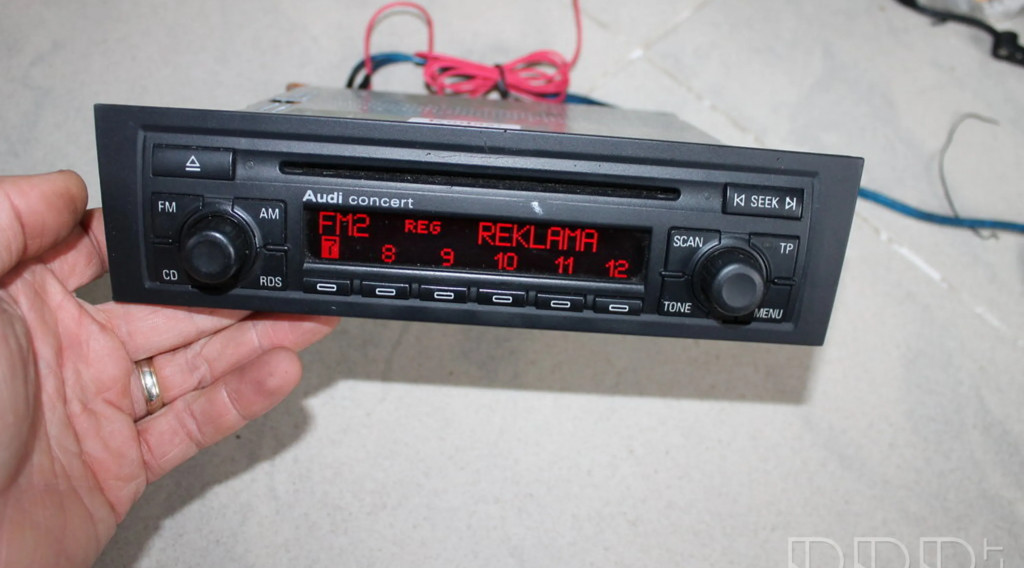 SEEK
Audi concert
FM AM
CD RDS
FM2 REG REKLAMA
7 8 9 10 11 12
SCAN TP
TONE MENU